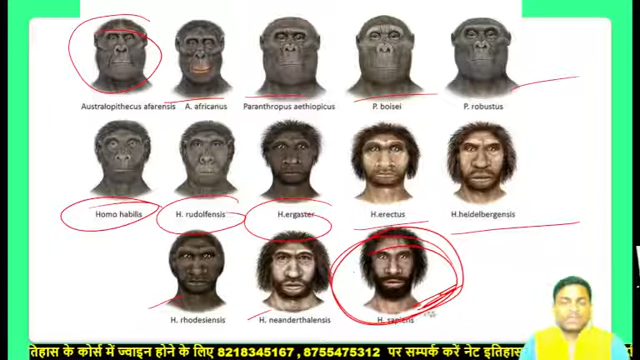 Australopithecus afarensis A. africanus Paranthropus aethiopicus P. boisei P. robustus
Homo habilis H. rudolfensis H.ergaster H.erectus H.heidelbergensis
H. rhodesiensis H. neanderthalensis H. sapiens
तिहास के कोर्स में ज्वाइन होने के लिए 8218345167, 8755475312 पर सम्पर्क करें नेट इतिहास